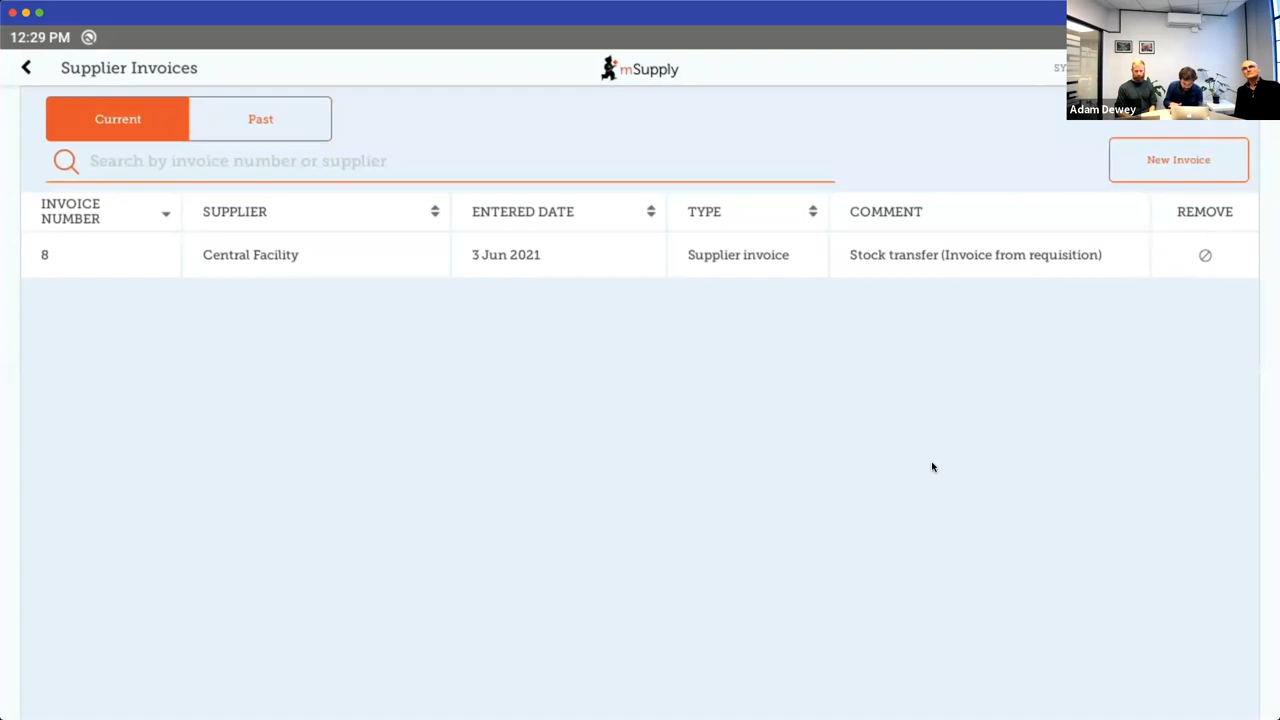 12:29 PM
Supplier Invoices
mSupply
SY
Adam Dewey
Current
Past
Search by invoice number or supplier
New Invoice
INVOICE
NUMBER
SUPPLIER
ENTERED DATE
TYPE
COMMENT
REMOVE
8
Central Facility
3 Jun 2021
Supplier invoice
Stock transfer (Invoice from requisition)